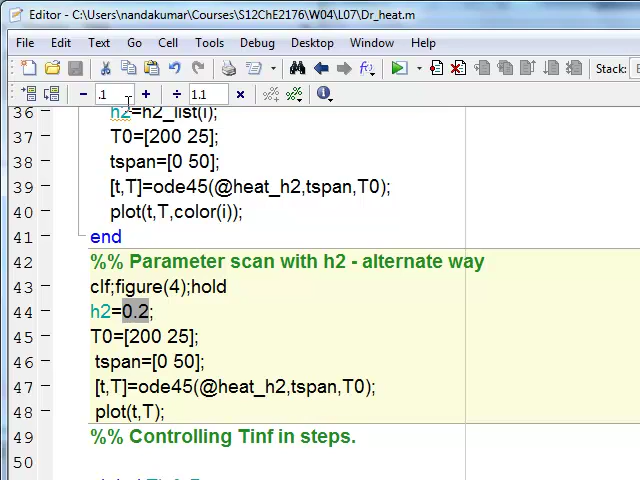 Editor - C:\Users\nandakumar\Courses\S12ChE2176\W04\L07\Dr_heat.m
File Edit Text Go Cell Tools Debug Desktop Window Help
Stack:
− .1 + ÷ 1.1 ×
36 h2=h2_list(i);
37 T0=[200 25];
38 tspan=[0 50];
39 [t,T]=ode45(@heat_h2,tspan,T0);
40 plot(t,T,color(i));
41 end
42 %% Parameter scan with h2 - alternate way
43 clf;figure(4);hold
44 h2=0.2;
45 T0=[200 25];
46 tspan=[0 50];
47 [t,T]=ode45(@heat_h2,tspan,T0);
48 plot(t,T);
49 %% Controlling Tinf in steps.
50